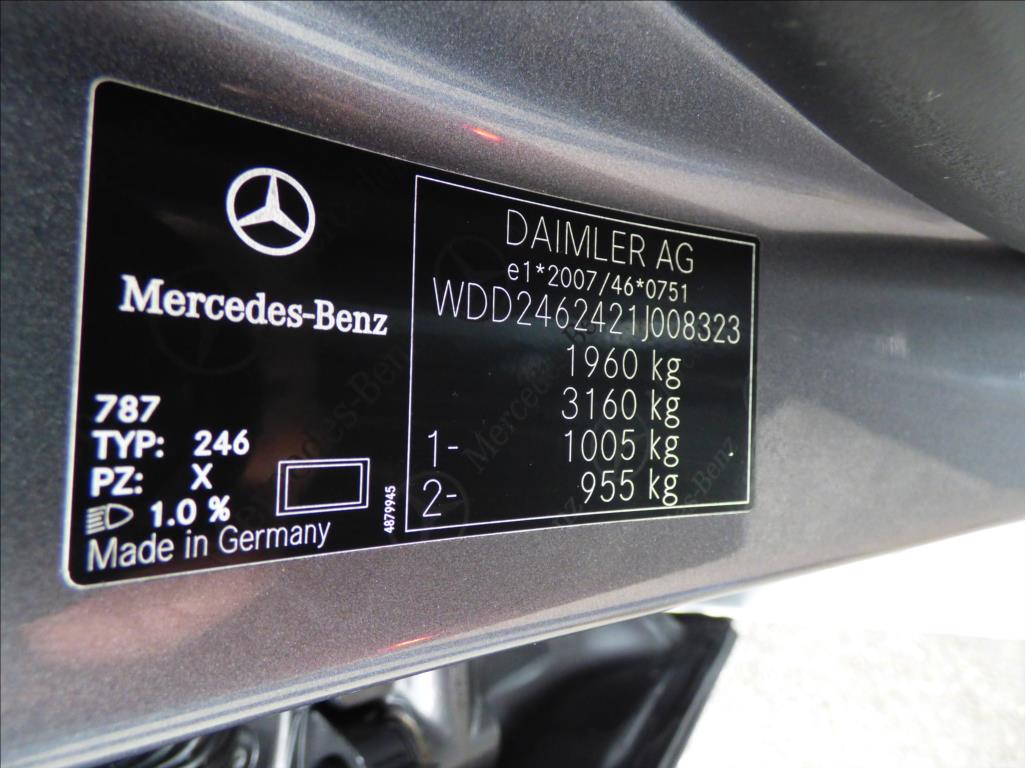 Mercedes-Benz
787
TYP: 246
PZ: X
1.0 %
Made in Germany
4879945
DAIMLER AG
e1*2007/46*0751
WDD2462421J008323
1960 kg
3160 kg
1- 1005 kg
2- 955 kg